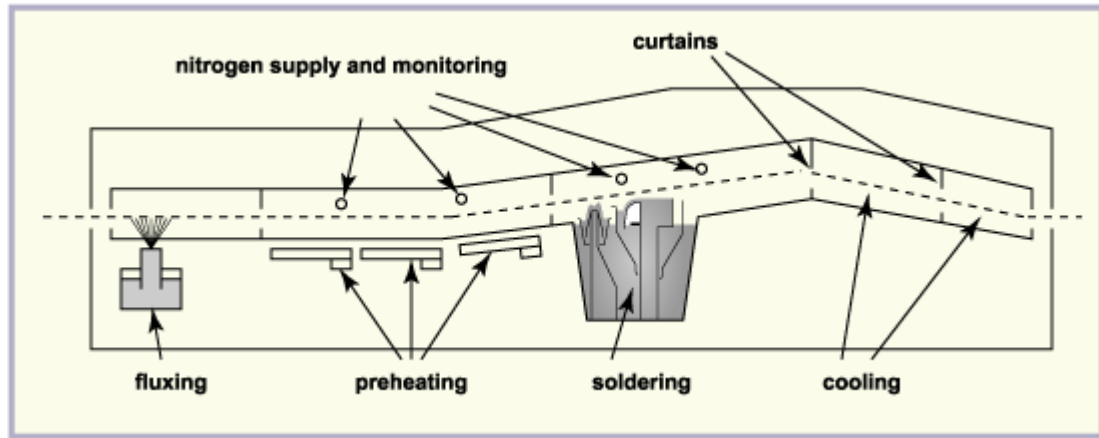 curtains
nitrogen supply and monitoring
fluxing
preheating
soldering
cooling